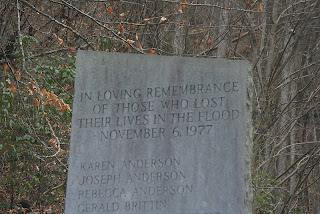 IN LOVING REMEMBRANCE
OF THOSE WHO LOST
THEIR LIVES IN THE FLOOD
NOVEMBER 6, 1977
KAREN ANDERSON
JOSEPH ANDERSON
REBECCA ANDERSON
GERALD BRITTIN